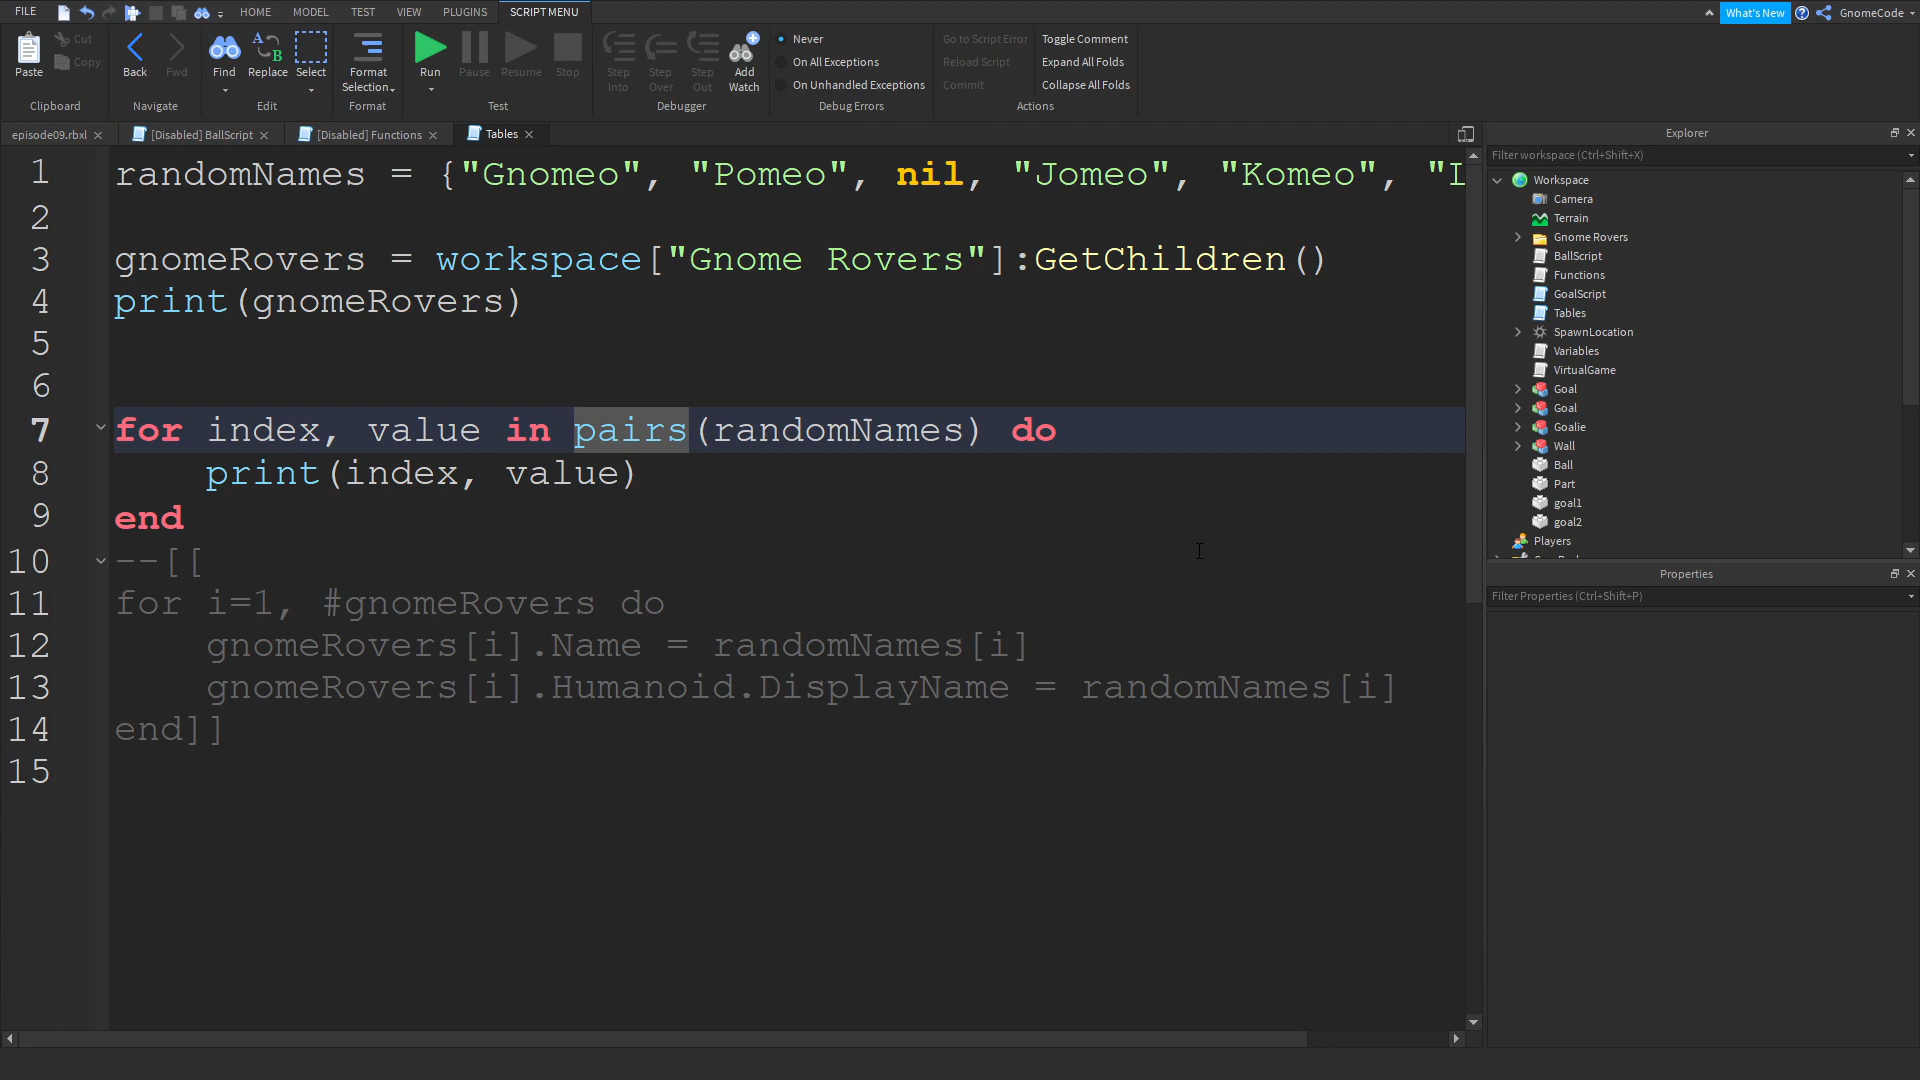 FILE HOME MODEL TEST VIEW PLUGINS SCRIPT MENU What's New GnomeCode
Paste Cut Copy Back Fwd Find Replace Select Format Selection Run Pause Resume Stop Step Into Step Over Step Out Add Watch
Never
On All Exceptions
On Unhandled Exceptions
Go to Script Error
Reload Script
Commit
Toggle Comment
Expand All Folds
Collapse All Folds
Clipboard Navigate Edit Format Test Debugger Debug Errors Actions
episode09.rbxl [Disabled] BallScript [Disabled] Functions Tables
1 randomNames = {"Gnomeo", "Pomeo", nil, "Jomeo", "Komeo",
2
3 gnomeRovers = workspace["Gnome Rovers"]:GetChildren()
4 print(gnomeRovers)
5
6
7 for index, value in pairs(randomNames) do
8 print(index, value)
9 end
10 --[[
11 for i=1, #gnomeRovers do
12 gnomeRovers[i].Name = randomNames[i]
13 gnomeRovers[i].Humanoid.DisplayName = randomNames[i]
14 end]]
15
Explorer
Filter workspace (Ctrl+Shift+X)
Workspace
Camera
Terrain
Gnome Rovers
BallScript
Functions
GoalScript
Tables
SpawnLocation
Variables
VirtualGame
Goal
Goal
Goalie
Wall
Ball
Part
goal1
goal2
Players
Properties
Filter Properties (Ctrl+Shift+P)